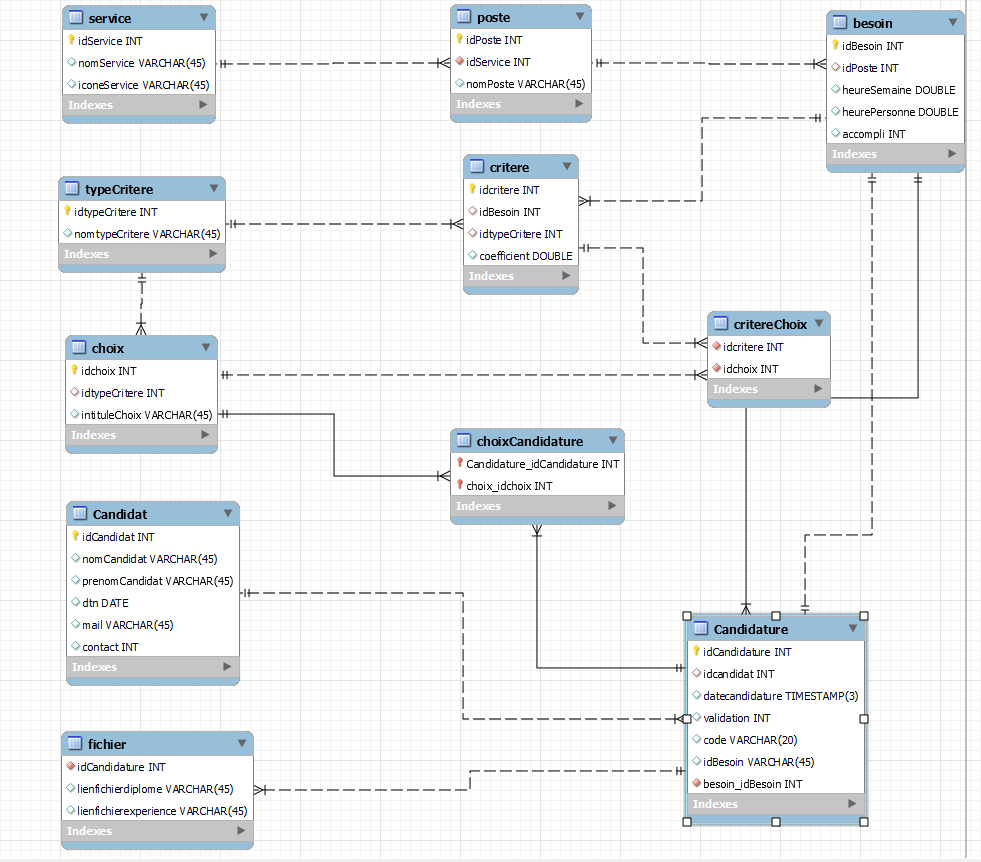 service
idService INT
nomService VARCHAR(45)
iconeService VARCHAR(45)
Indexes
poste
idPoste INT
idService INT
nomPoste VARCHAR(45)
Indexes
besoin
idBesoin INT
idPoste INT
heureSemaine DOUBLE
heurePersonne DOUBLE
accompli INT
Indexes
typeCritere
idtypeCritere INT
nomtypeCritere VARCHAR(45)
Indexes
critere
idcritere INT
idBesoin INT
idtypeCritere INT
coefficient DOUBLE
Indexes
critereChoix
idcritere INT
idchoix INT
Indexes
choix
idchoix INT
idtypeCritere INT
intituleChoix VARCHAR(45)
Indexes
choixCandidature
Candidature_idCandidature INT
choix_idchoix INT
Indexes
Candidat
idCandidat INT
nomCandidat VARCHAR(45)
prenomCandidat VARCHAR(45)
dtn DATE
mail VARCHAR(45)
contact INT
Indexes
Candidature
idCandidature INT
idcandidat INT
datecandidature TIMESTAMP(3)
validation INT
code VARCHAR(20)
idBesoin VARCHAR(45)
besoin_idBesoin INT
Indexes
fichier
idCandidature INT
lienfichierdiplome VARCHAR(45)
lienfichierexperience VARCHAR(45)
Indexes